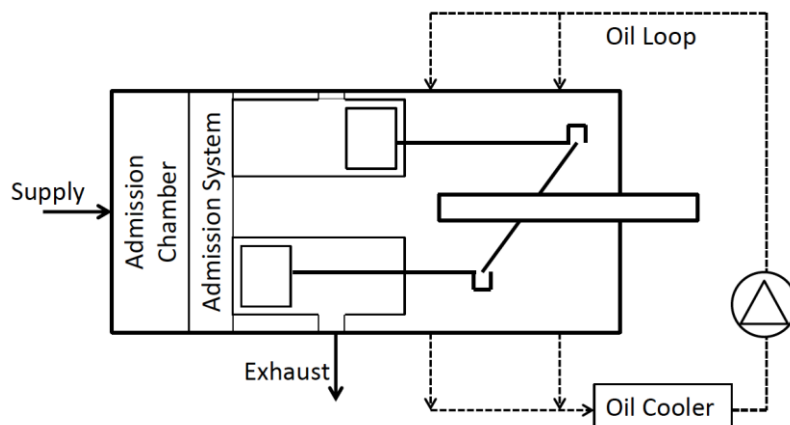 Oil Loop
Supply
Admission
Chamber
Admission System
Exhaust
Oil Cooler